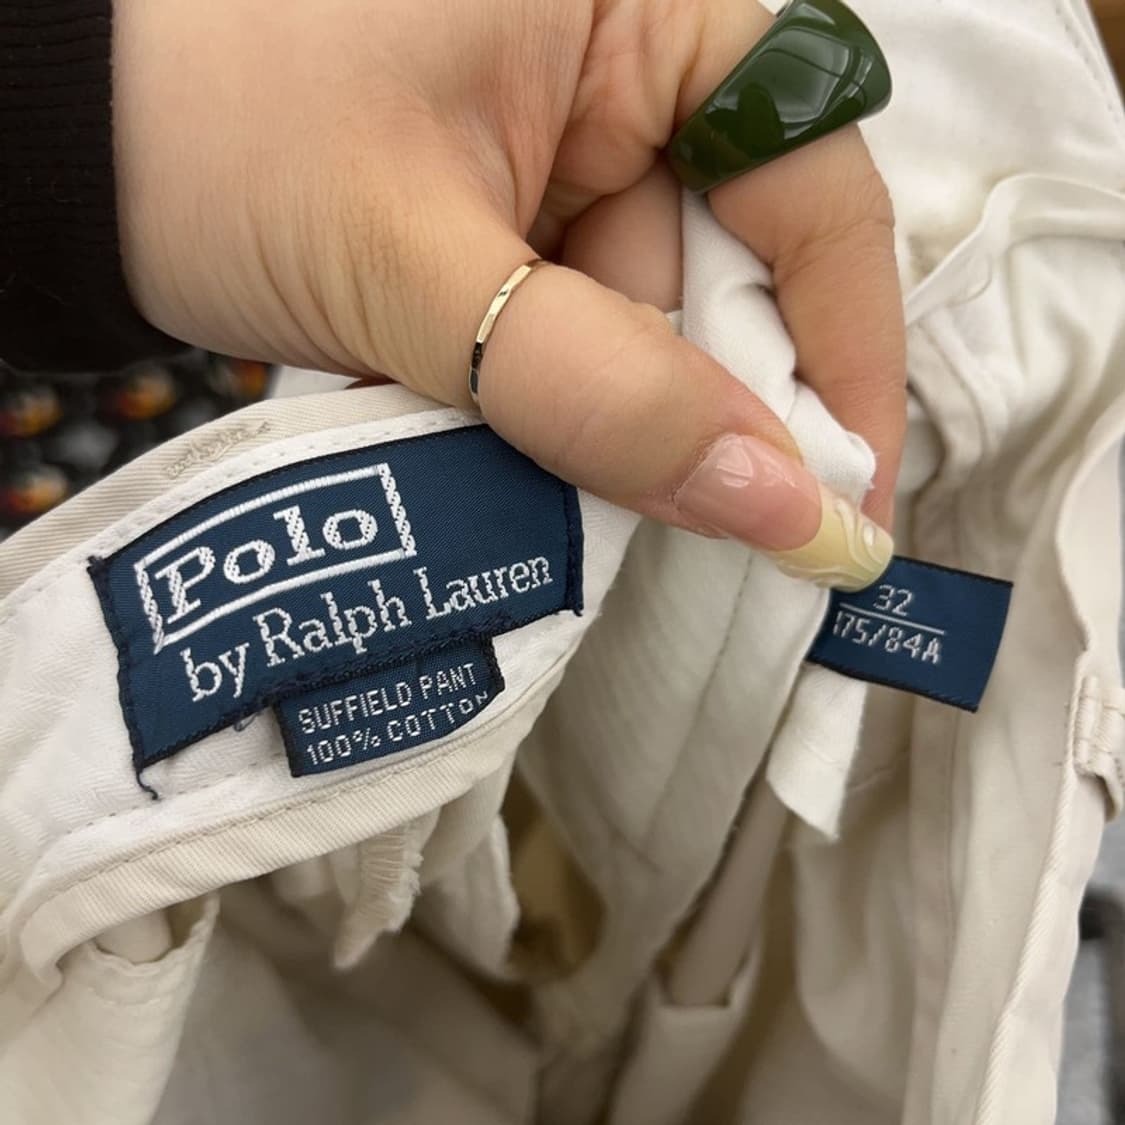 Polo
by Ralph Lauren
SUFFIELD PANT
100% COTTON
32
175/84A